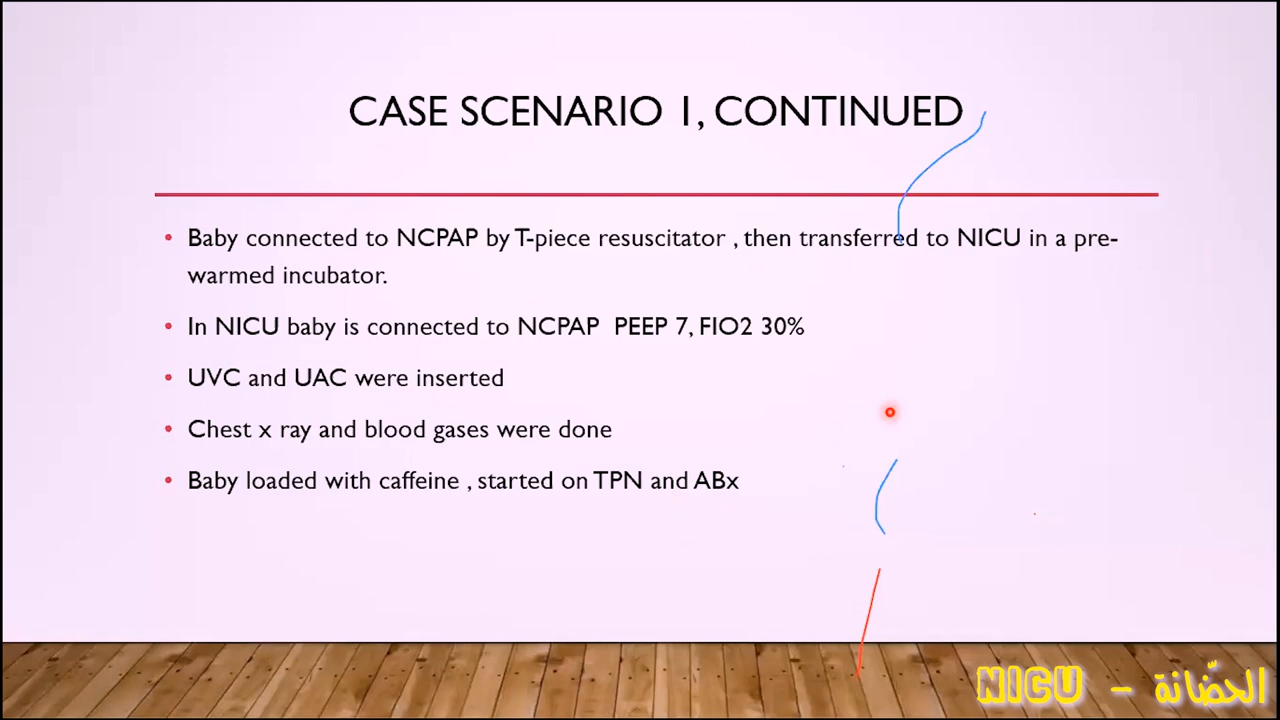 CASE SCENARIO 1, CONTINUED
• Baby connected to NCPAP by T-piece resuscitator , then transferred to NICU in a pre-
warmed incubator.
• In NICU baby is connected to NCPAP PEEP 7, FIO2 30%
• UVC and UAC were inserted
• Chest x ray and blood gases were done
• Baby loaded with caffeine , started on TPN and ABx
NICU - الحضّانة